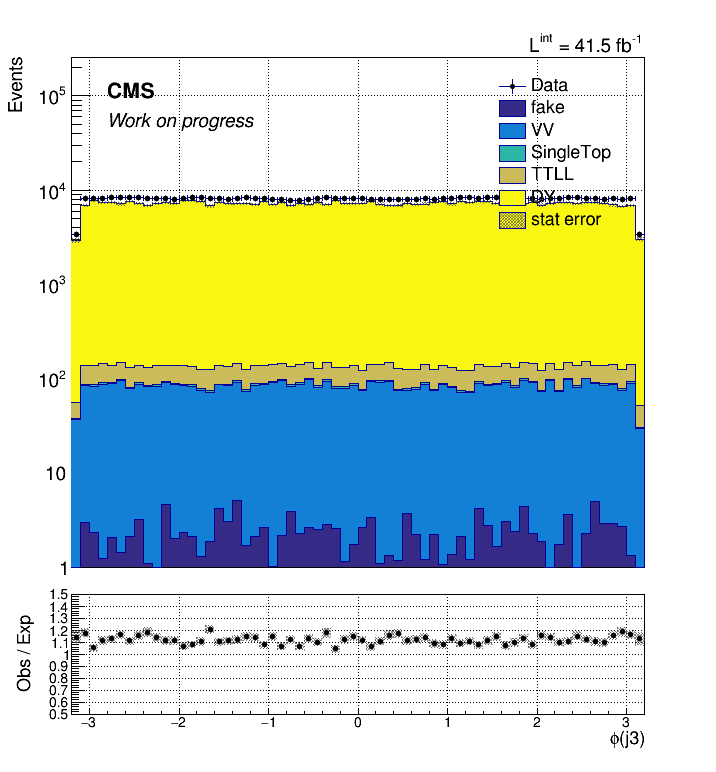 L^int = 41.5 fb^-1
Events
CMS
Work on progress
Data
fake
VV
SingleTop
TTLL
DY
stat error
10^5
10^4
10^3
10^2
10
1
Obs / Exp
1.5
1.4
1.3
1.2
1.1
1
0.9
0.8
0.7
0.6
0.5
−3 −2 −1 0 1 2 3
ϕ(j3)